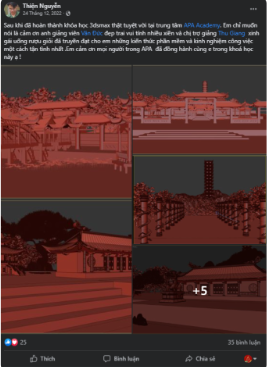 Thiện Nguyễn
24 Tháng 12, 2022
Sau khi đã hoàn thành khóa học 3dsmax thật tuyệt vời tại trung tâm APA Academy. Em chỉ muốn
nói là cảm ơn anh giảng viên Văn Đức đẹp trai vui tính nhiều xiền và chị trợ giảng Thu Giang xinh
gái uống rượu giỏi đã truyền đạt cho em những kiến thức phần mềm và kinh nghiệm công việc
một cách tận tình nhất .Em cảm ơn mọi người trong APA đã đồng hành cùng e trong khoá học
này ạ !
+5
25
35 bình luận
Thích
Bình luận
Chia sẻ